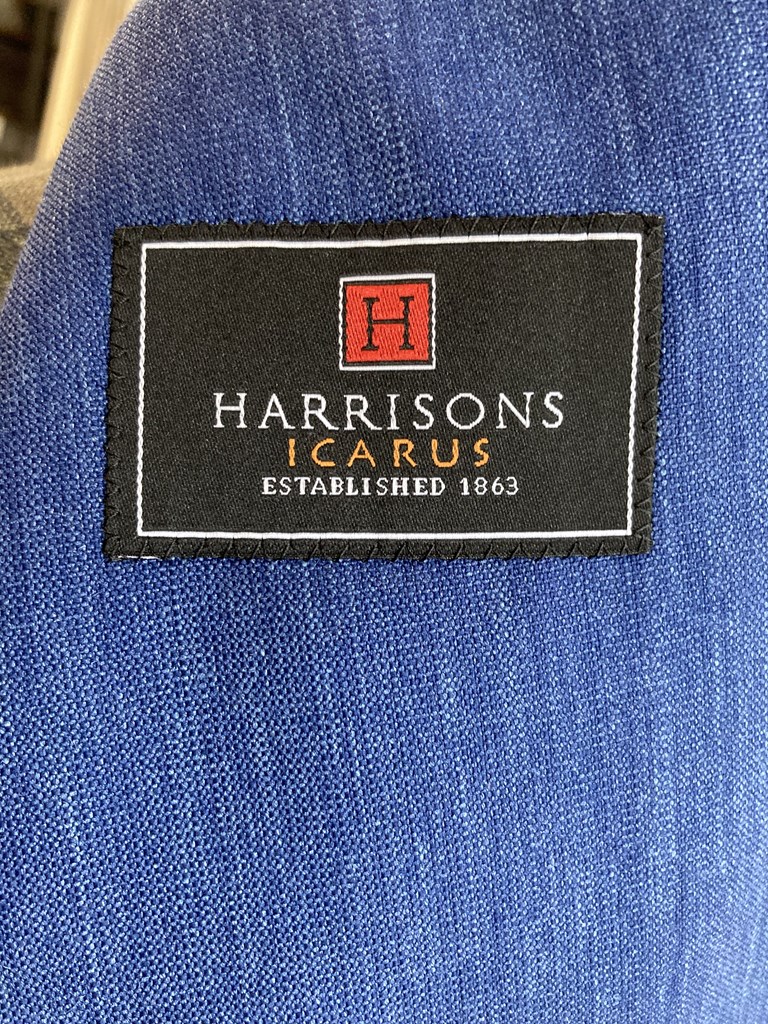 H
HARRISONS
ICARUS
ESTABLISHED 1863